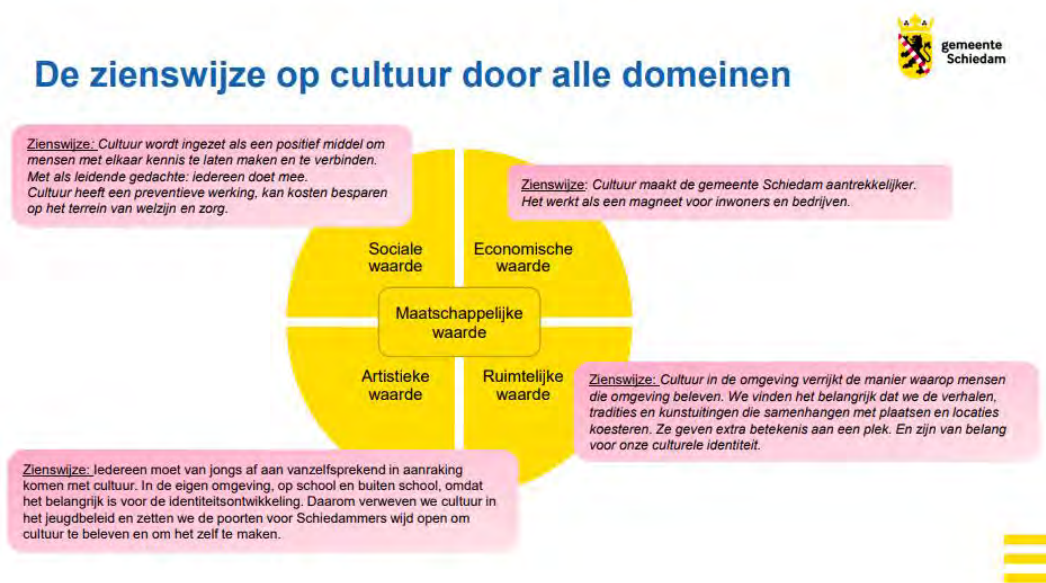 gemeente
Schiedam
De zienswijze op cultuur door alle domeinen
Zienswijze: Cultuur wordt ingezet als een positief middel om
mensen met elkaar kennis te laten maken en te verbinden.
Met als leidende gedachte: iedereen doet mee.
Cultuur heeft een preventieve werking, kan kosten besparen
op het terrein van welzijn en zorg.
Zienswijze: Cultuur maakt de gemeente Schiedam aantrekkelijker.
Het werkt als een magneet voor inwoners en bedrijven.
Sociale
waarde
Economische
waarde
Maatschappelijke
waarde
Artistieke
waarde
Ruimtelijke
waarde
Zienswijze: Cultuur in de omgeving verrijkt de manier waarop mensen
die omgeving beleven. We vinden het belangrijk dat we de verhalen,
tradities en kunstuitingen die samenhangen met plaatsen en locaties
koesteren. Ze geven extra betekenis aan een plek. En zijn van belang
voor onze culturele identiteit.
Zienswijze: Iedereen moet van jongs af aan vanzelfsprekend in aanraking
komen met cultuur. In de eigen omgeving, op school en buiten school, omdat
het belangrijk is voor de identiteitsontwikkeling. Daarom verweven we cultuur in
het jeugdbeleid en zetten we de poorten voor Schiedammers wijd open om
cultuur te beleven en om het zelf te maken.